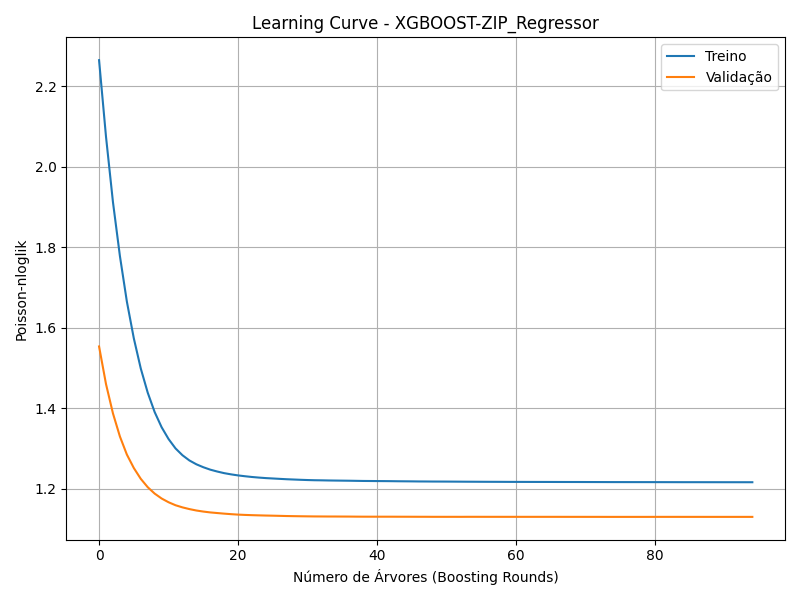 Learning Curve - XGBOOST-ZIP_Regressor
Treino
Validação
Poisson-nloglik
2.2
2.0
1.8
1.6
1.4
1.2
0
20
40
60
80
Número de Árvores (Boosting Rounds)